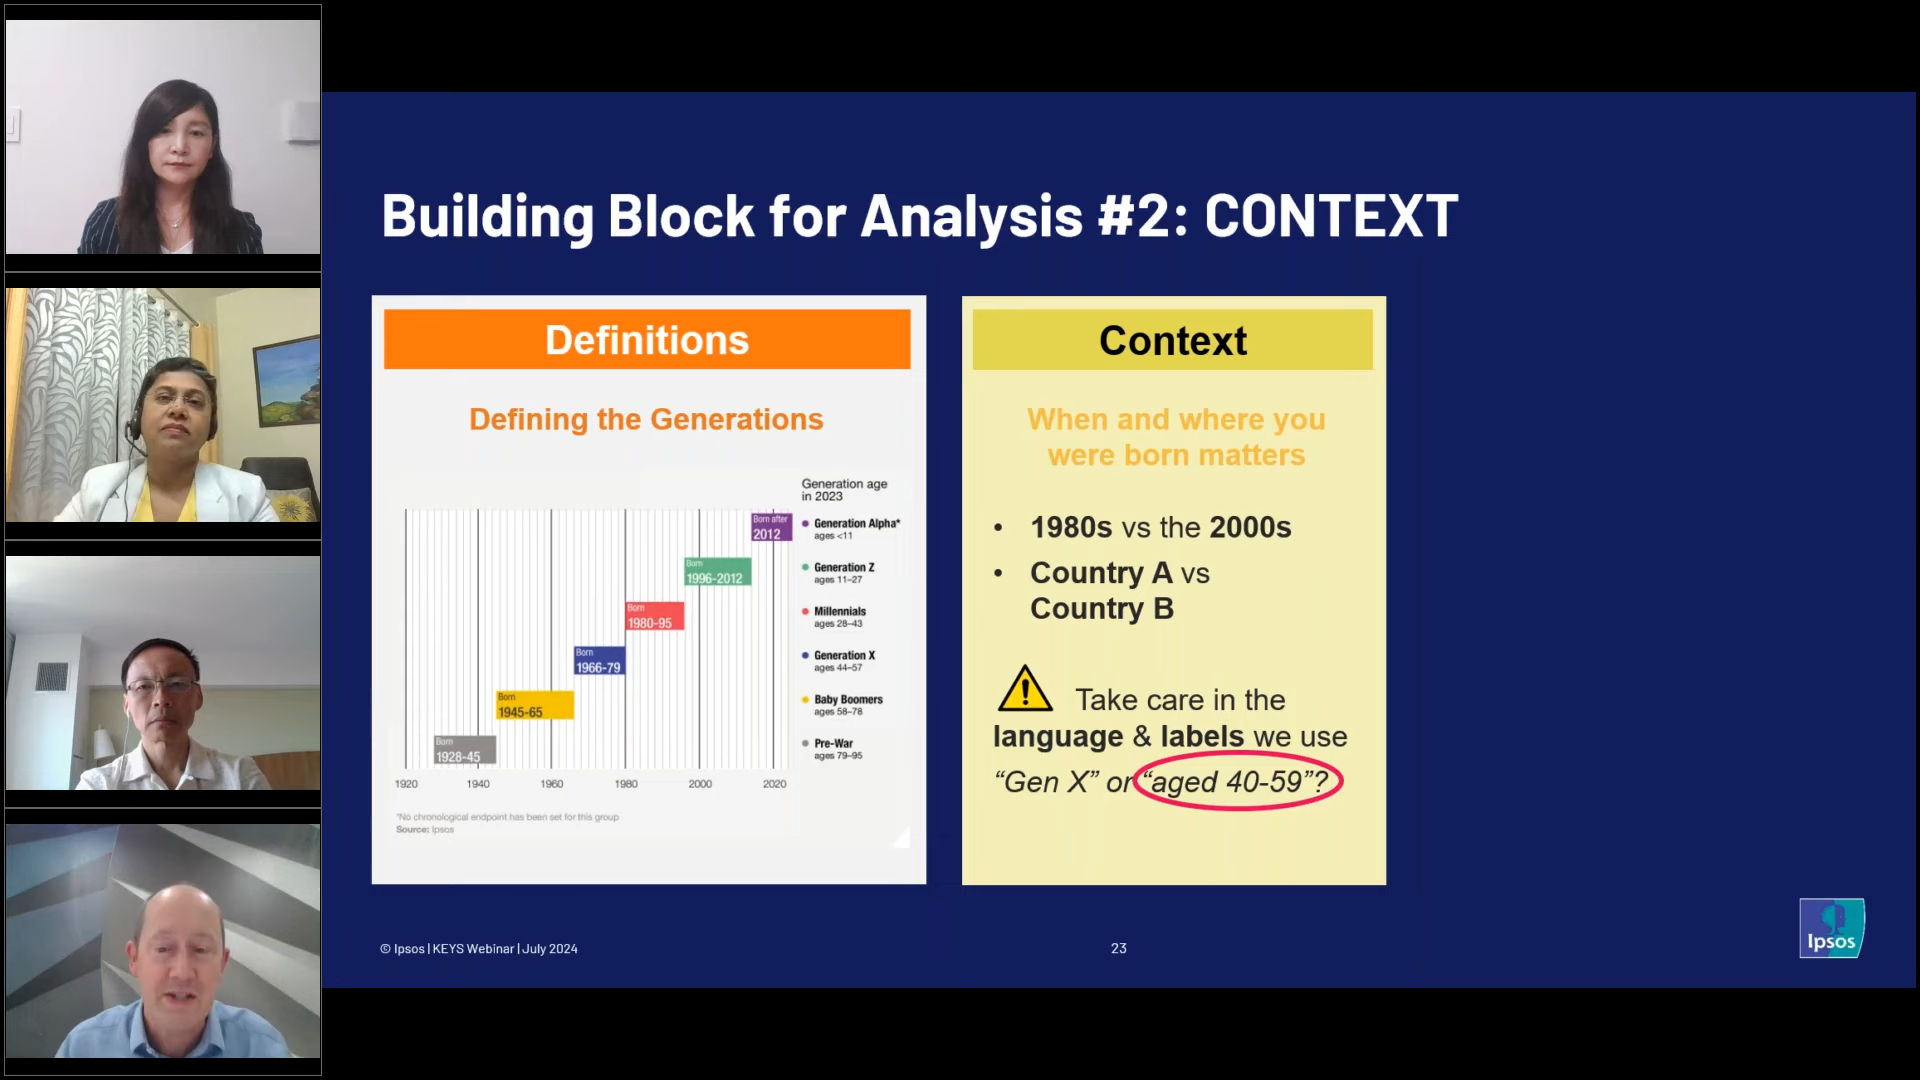 Building Block for Analysis #2: CONTEXT
Definitions
Defining the Generations
Generation age
in 2023
Born after
2012
Generation Alpha*
ages <11
Born
1996-2012
Generation Z
ages 11–27
Born
1980-95
Millennials
ages 28–43
Born
1966-79
Generation X
ages 44–57
Born
1945-65
Baby Boomers
ages 58–78
Born
1928-45
Pre-War
ages 79–95
1920 1940 1960 1980 2000 2020
*No chronological endpoint has been set for this group
Source: Ipsos
Context
When and where you
were born matters
• 1980s vs the 2000s
• Country A vs
Country B
Take care in the
language & labels we use
“Gen X” or “aged 40-59”?
© Ipsos | KEYS Webinar | July 2024
23
Ipsos